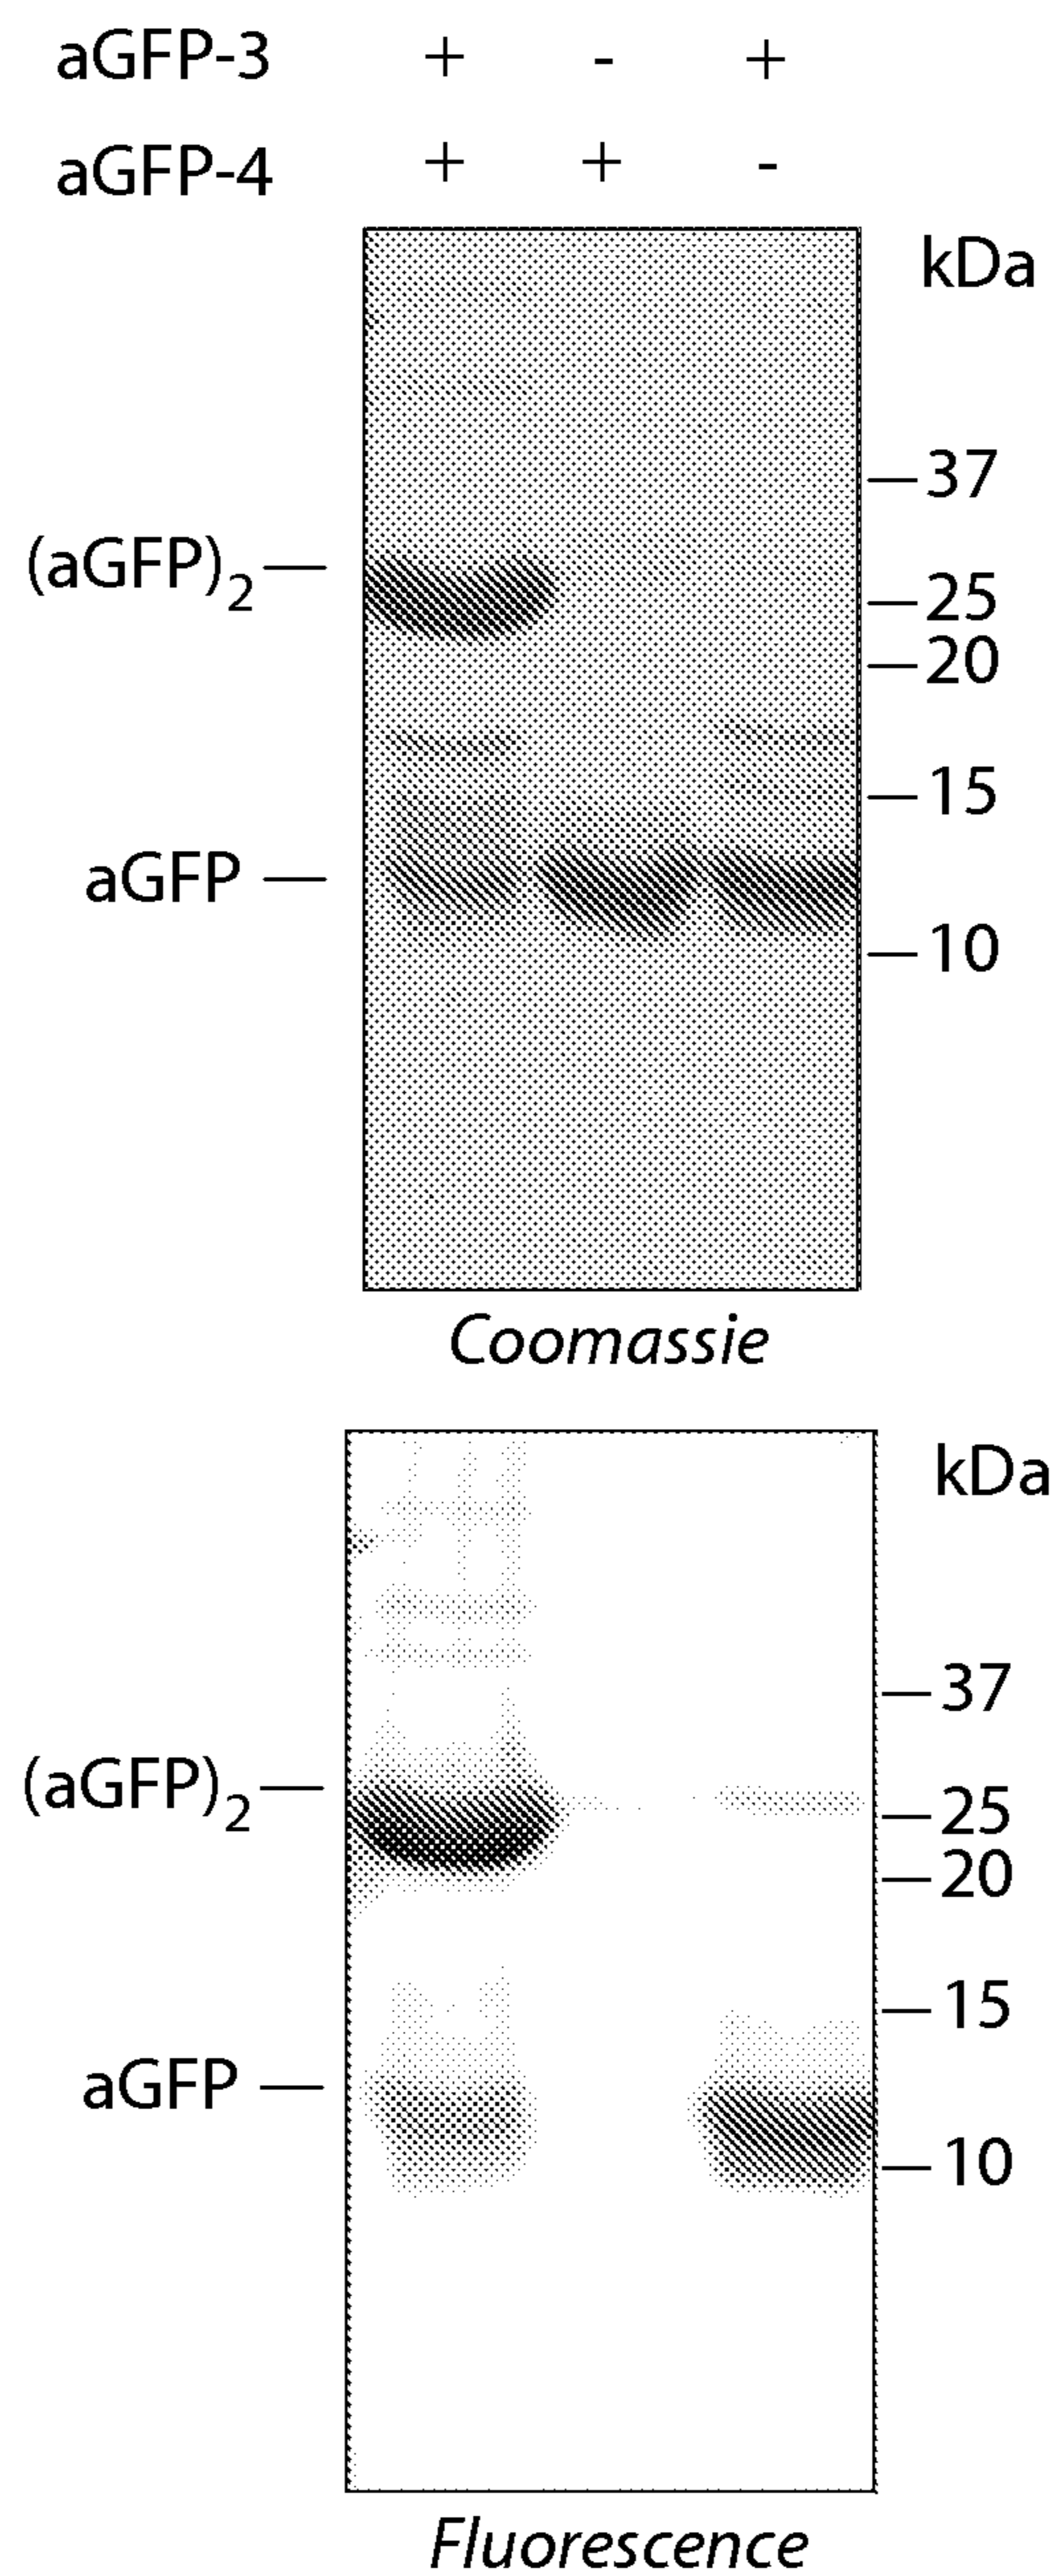 aGFP-3 + - +
aGFP-4 + + -
kDa
37
(aGFP)2
25
20
15
aGFP
10
Coomassie
kDa
37
(aGFP)2
25
20
15
aGFP
10
Fluorescence